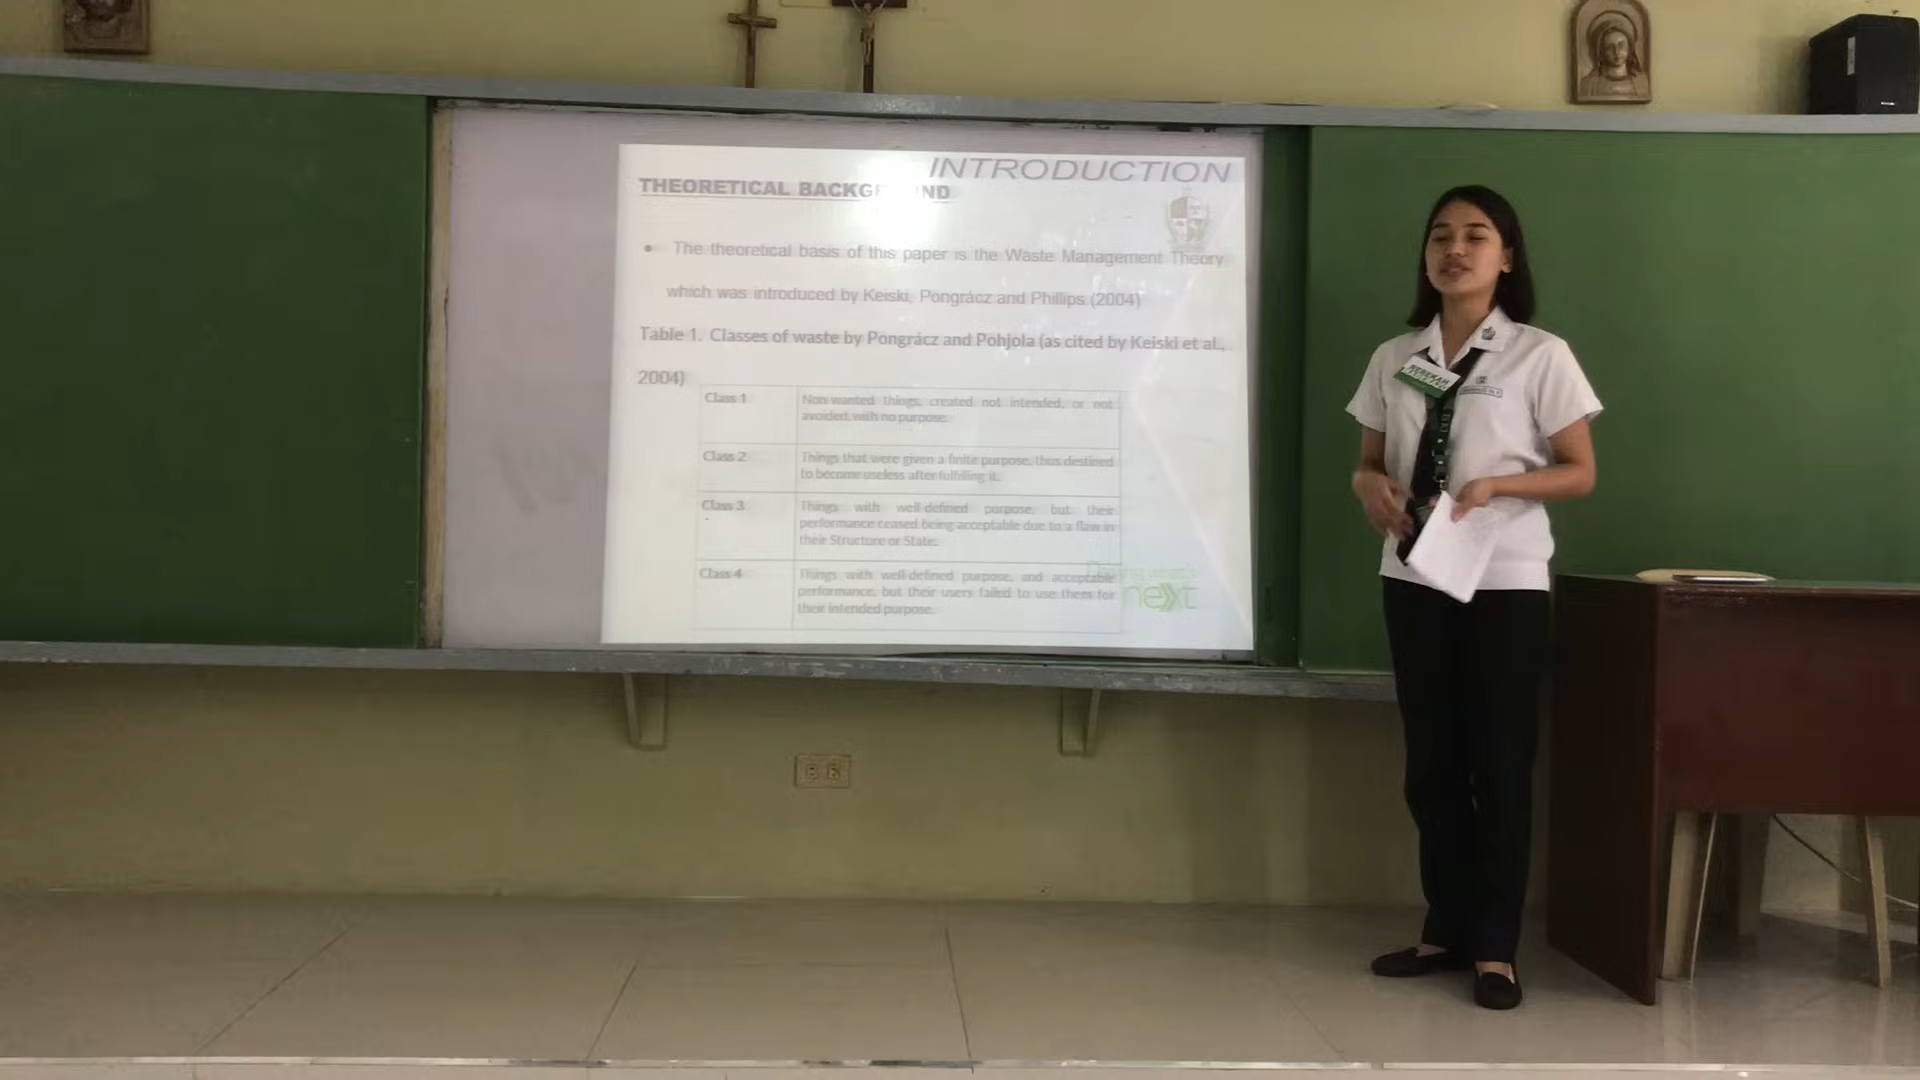 INTRODUCTION
THEORETICAL BACKG ND
• The theoretical basis of this paper is the Waste Management Theory
which was introduced by Keiski, Pongrácz and Phillips (2004)
Table 1. Classes of waste by Pongrácz and Pohjola (as cited by Keiski et al.,
2004)
Class 1
Non-wanted things, created not intended, or not
avoided, with no purpose.
Class 2
Things that were given a finite purpose, thus destined
to become useless after fulfilling it.
Class 3
Things with well-defined purpose, but their
performance ceased being acceptable due to a flaw in
their Structure or State.
Class 4
Things with well-defined purpose, and acceptable
performance, but their users failed to use them for
their intended purpose.
next